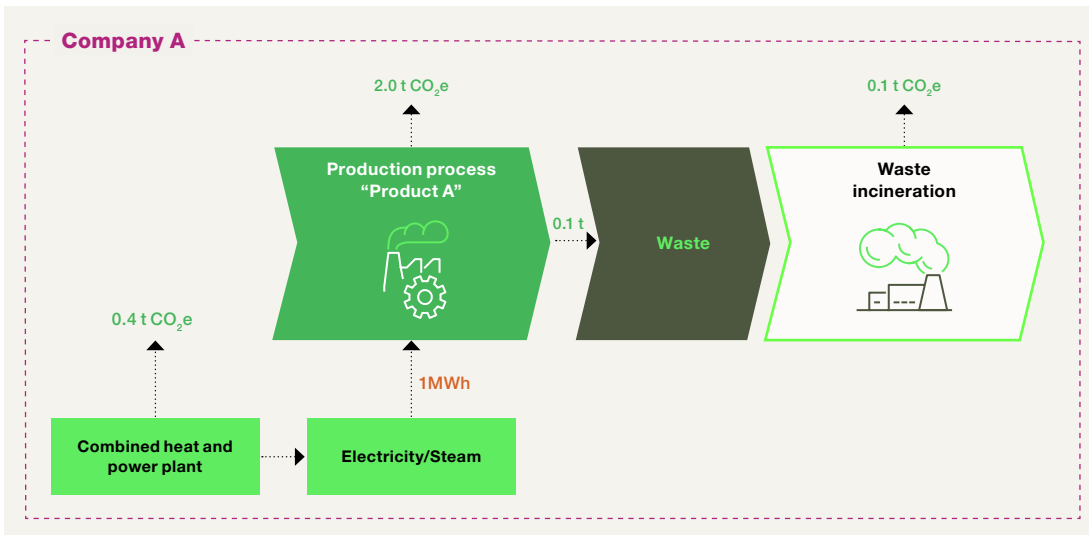 Company A
2.0 t CO₂e
0.1 t CO₂e
Production process
“Product A”
Waste
incineration
0.1 t
Waste
0.4 t CO₂e
1MWh
Combined heat and
power plant
Electricity/Steam